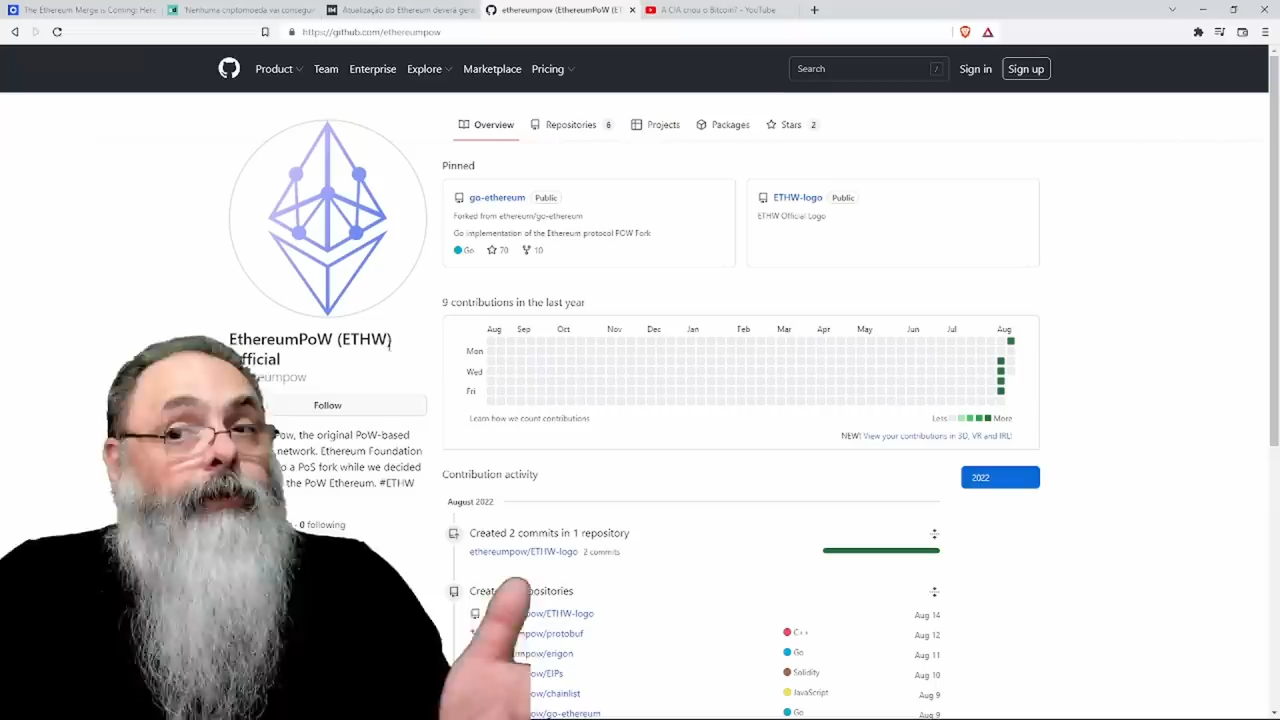 The Ethereum Merge is Coming: Here
'Nenhuma criptomoeda vai consegui
Atualização do Ethereum deverá gera
ethereumpow (EthereumPoW (ET
A CIA criou o Bitcoin? - YouTube
https://github.com/ethereumpow
Product
Team
Enterprise
Explore
Marketplace
Pricing
Search
/
Sign in
Sign up
Overview
Repositories 6
Projects
Packages
Stars 2
EthereumPoW (ETHW)
fficial
eumpow
Follow
ow, the original PoW-based
network. Ethereum Foundation
o a PoS fork while we decided
the PoW Ethereum. #ETHW
0 following
Pinned
go-ethereum Public
Forked from ethereum/go-ethereum
Go implementation of the Ethereum protocol POW Fork
Go 70 10
ETHW-logo Public
ETHW Official Logo
9 contributions in the last year
Aug Sep Oct Nov Dec Jan Feb Mar Apr May Jun Jul Aug
Mon
Wed
Fri
Learn how we count contributions
Less More
NEW! View your contributions in 3D, VR and IRL!
Contribution activity
2022
August 2022
Created 2 commits in 1 repository
ethereumpow/ETHW-logo 2 commits
Creat ositories
ow/ETHW-logo Aug 14
pow/protobuf C++ Aug 12
mpow/erigon Go Aug 11
ow/EIPs Solidity Aug 10
pow/chainlist JavaScript Aug 9
ow/go-ethereum Go Aug 9